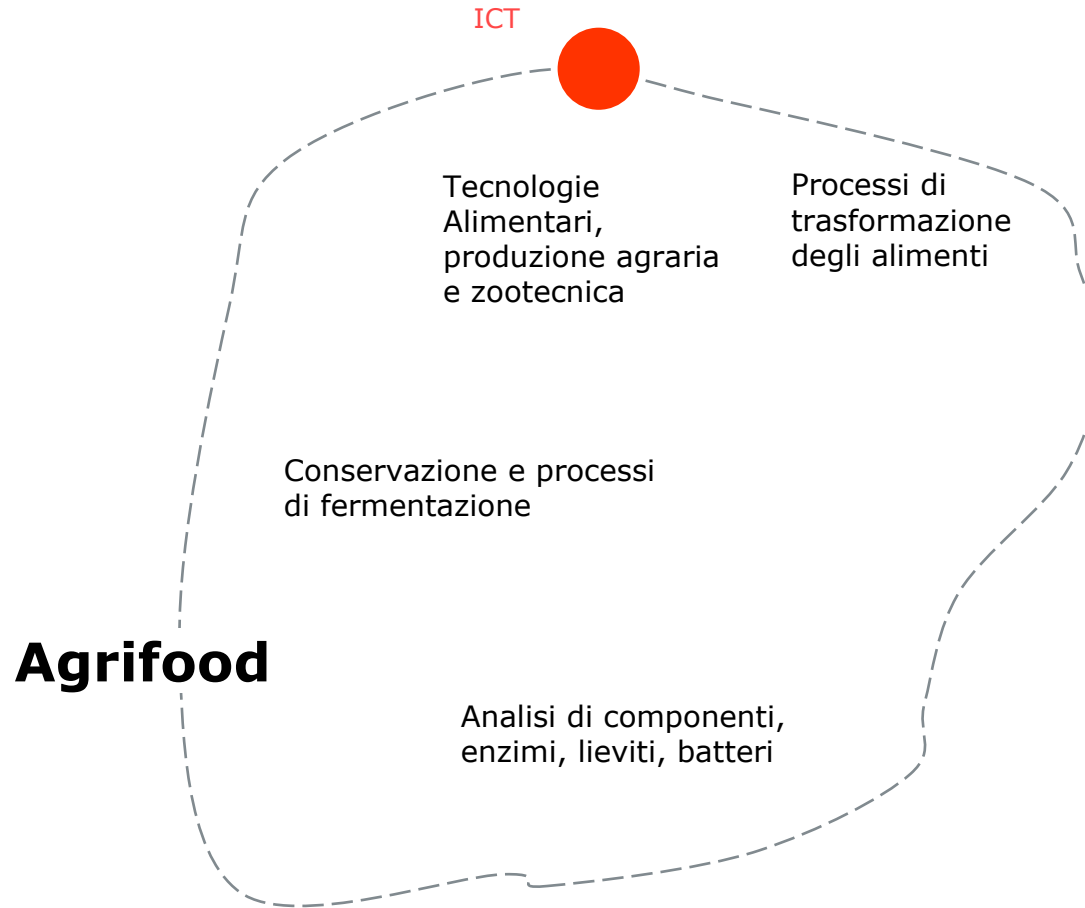 ICT
Tecnologie
Alimentari,
produzione agraria
e zootecnica
Processi di
trasformazione
degli alimenti
Conservazione e processi
di fermentazione
Agrifood
Analisi di componenti,
enzimi, lieviti, batteri